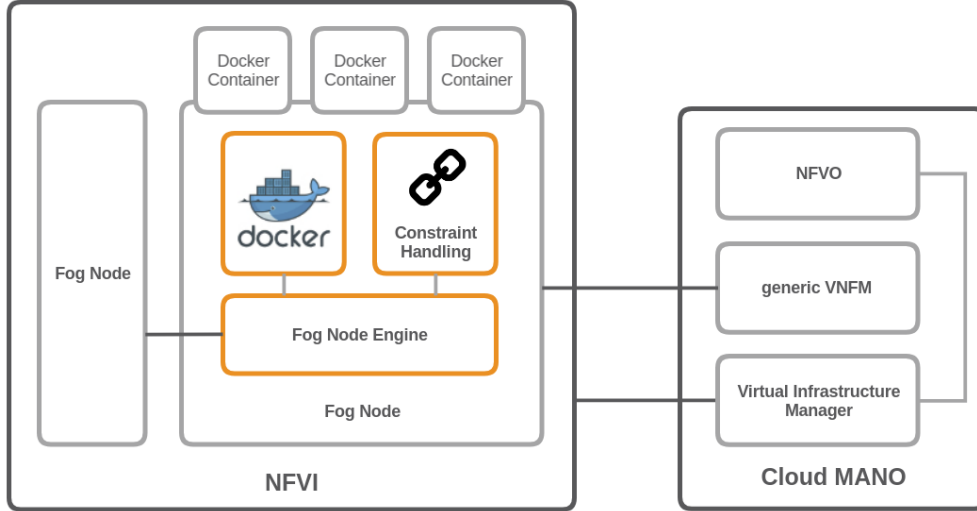 Docker
Container
Docker
Container
Docker
Container
Fog Node
docker
Constraint
Handling
Fog Node Engine
Fog Node
NFVI
NFVO
generic VNFM
Virtual Infrastructure
Manager
Cloud MANO